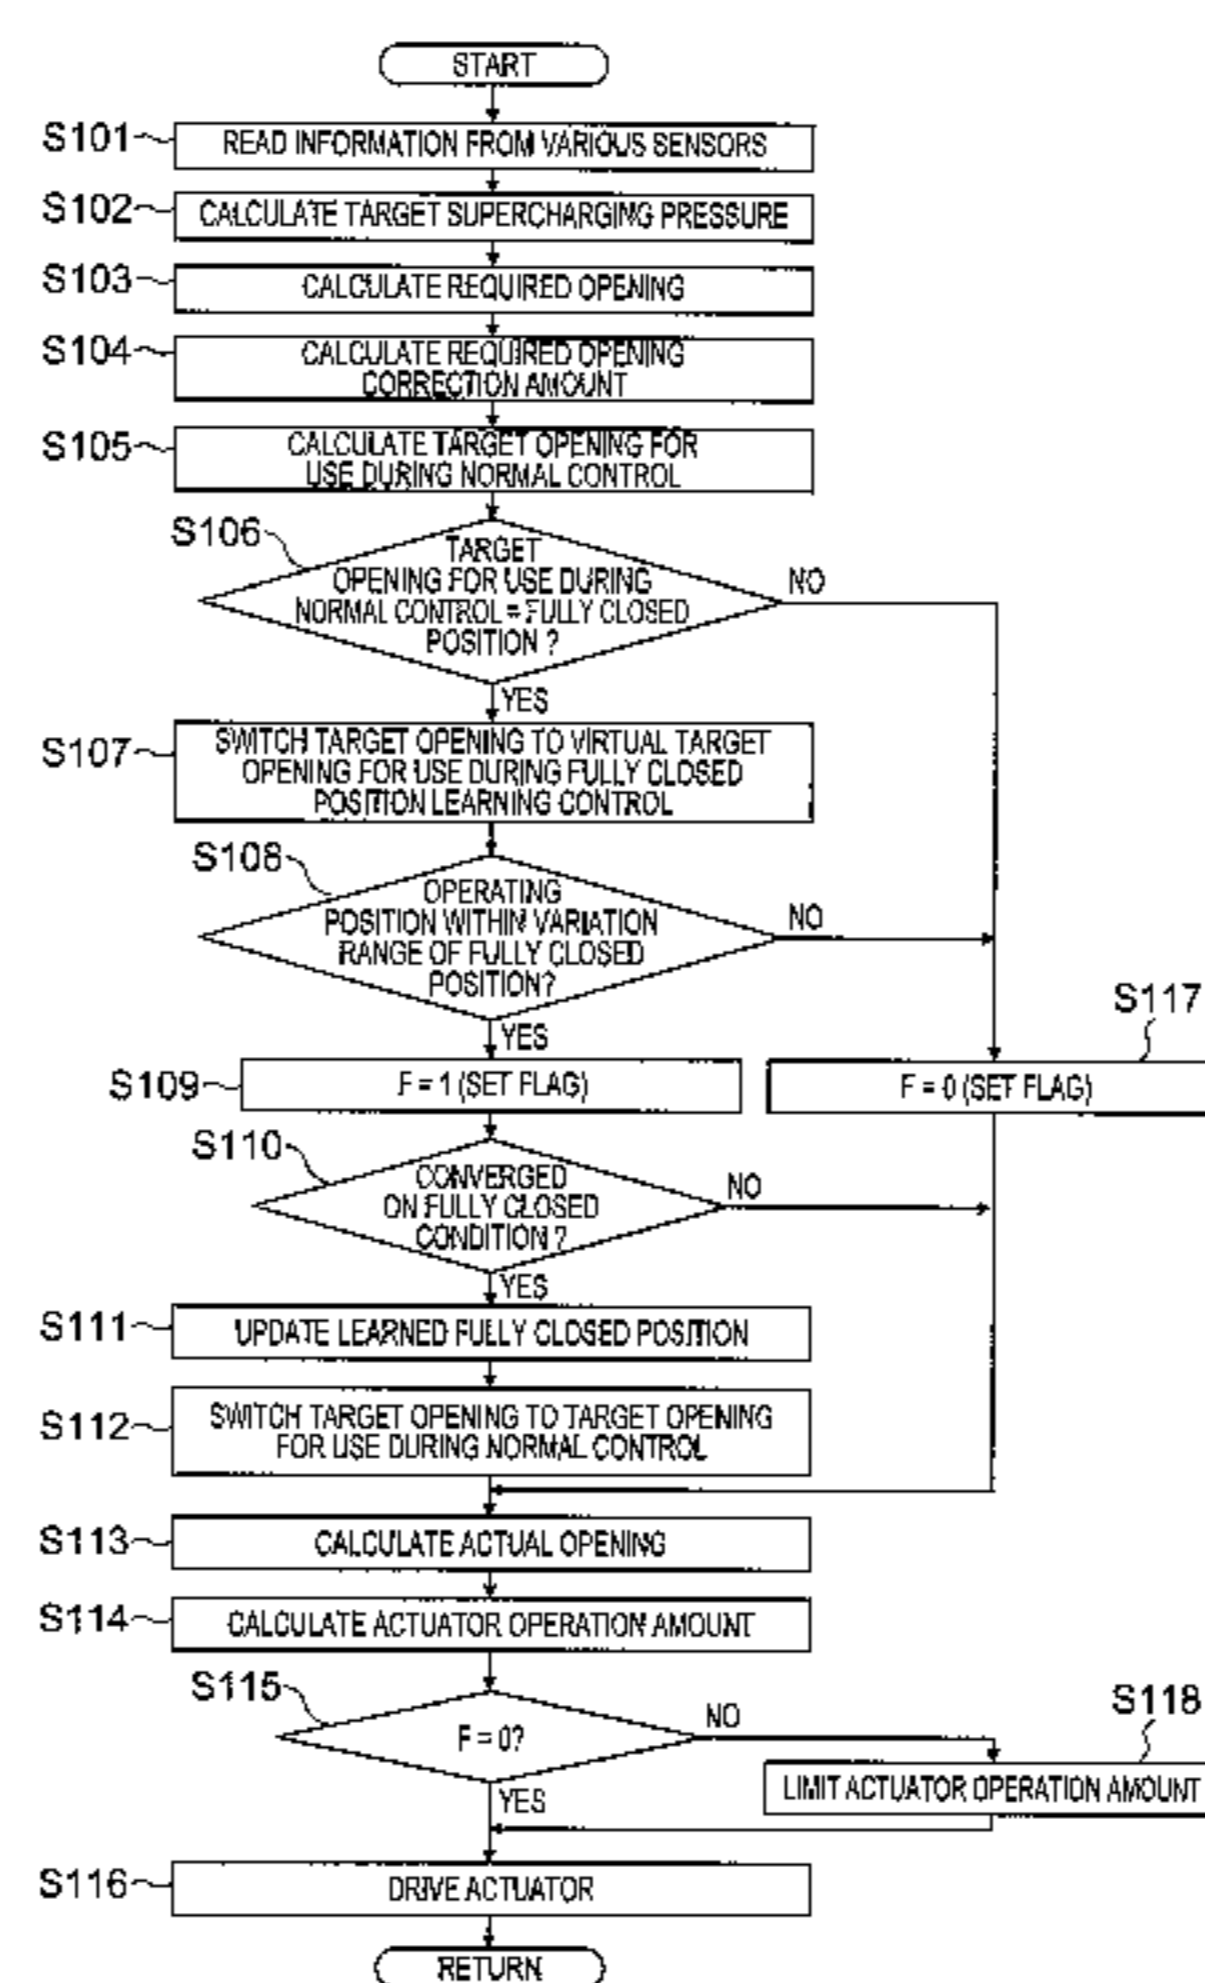 START
S101
READ INFORMATION FROM VARIOUS SENSORS
S102
CALCULATE TARGET SUPERCHARGING PRESSURE
S103
CALCULATE REQUIRED OPENING
S104
CALCULATE REQUIRED OPENING
CORRECTION AMOUNT
S105
CALCULATE TARGET OPENING FOR
USE DURING NORMAL CONTROL
S106
TARGET
OPENING FOR USE DURING
NORMAL CONTROL = FULLY CLOSED
POSITION ?
NO
YES
S107
SWITCH TARGET OPENING TO VIRTUAL TARGET
OPENING FOR USE DURING FULLY CLOSED
POSITION LEARNING CONTROL
S108
OPERATING
POSITION WITHIN VARIATION
RANGE OF FULLY CLOSED
POSITION?
NO
YES
S109
F = 1 (SET FLAG)
S117
F = 0 (SET FLAG)
S110
CONVERGED
ON FULLY CLOSED
CONDITION ?
NO
YES
S111
UPDATE LEARNED FULLY CLOSED POSITION
S112
SWITCH TARGET OPENING TO TARGET OPENING
FOR USE DURING NORMAL CONTROL
S113
CALCULATE ACTUAL OPENING
S114
CALCULATE ACTUATOR OPERATION AMOUNT
S115
F = 0?
NO
YES
S118
LIMIT ACTUATOR OPERATION AMOUNT
S116
DRIVE ACTUATOR
RETURN